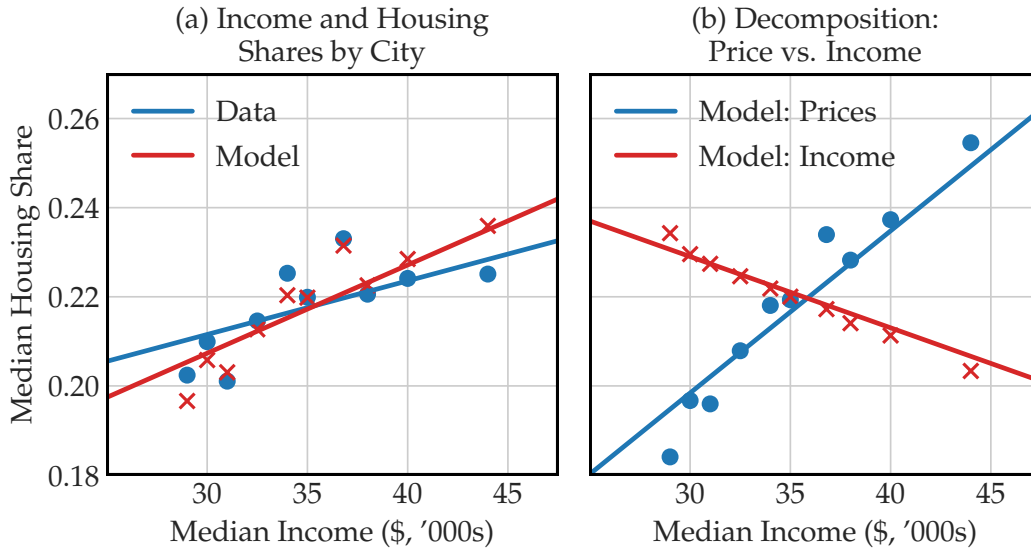 (a) Income and Housing
Shares by City
(b) Decomposition:
Price vs. Income
Median Housing Share
0.26
0.24
0.22
0.20
0.18
Data
Model
Model: Prices
Model: Income
30 35 40 45
30 35 40 45
Median Income ($, '000s)
Median Income ($, '000s)